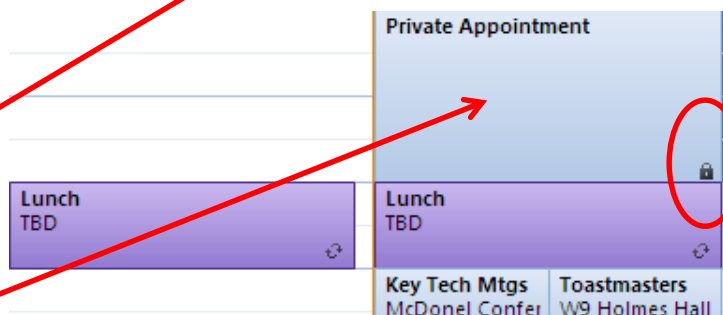 Private Appointment
Lunch
TBD
Lunch
TBD
Key Tech Mtgs
McDonel Confer
Toastmasters
W9 Holmes Hall